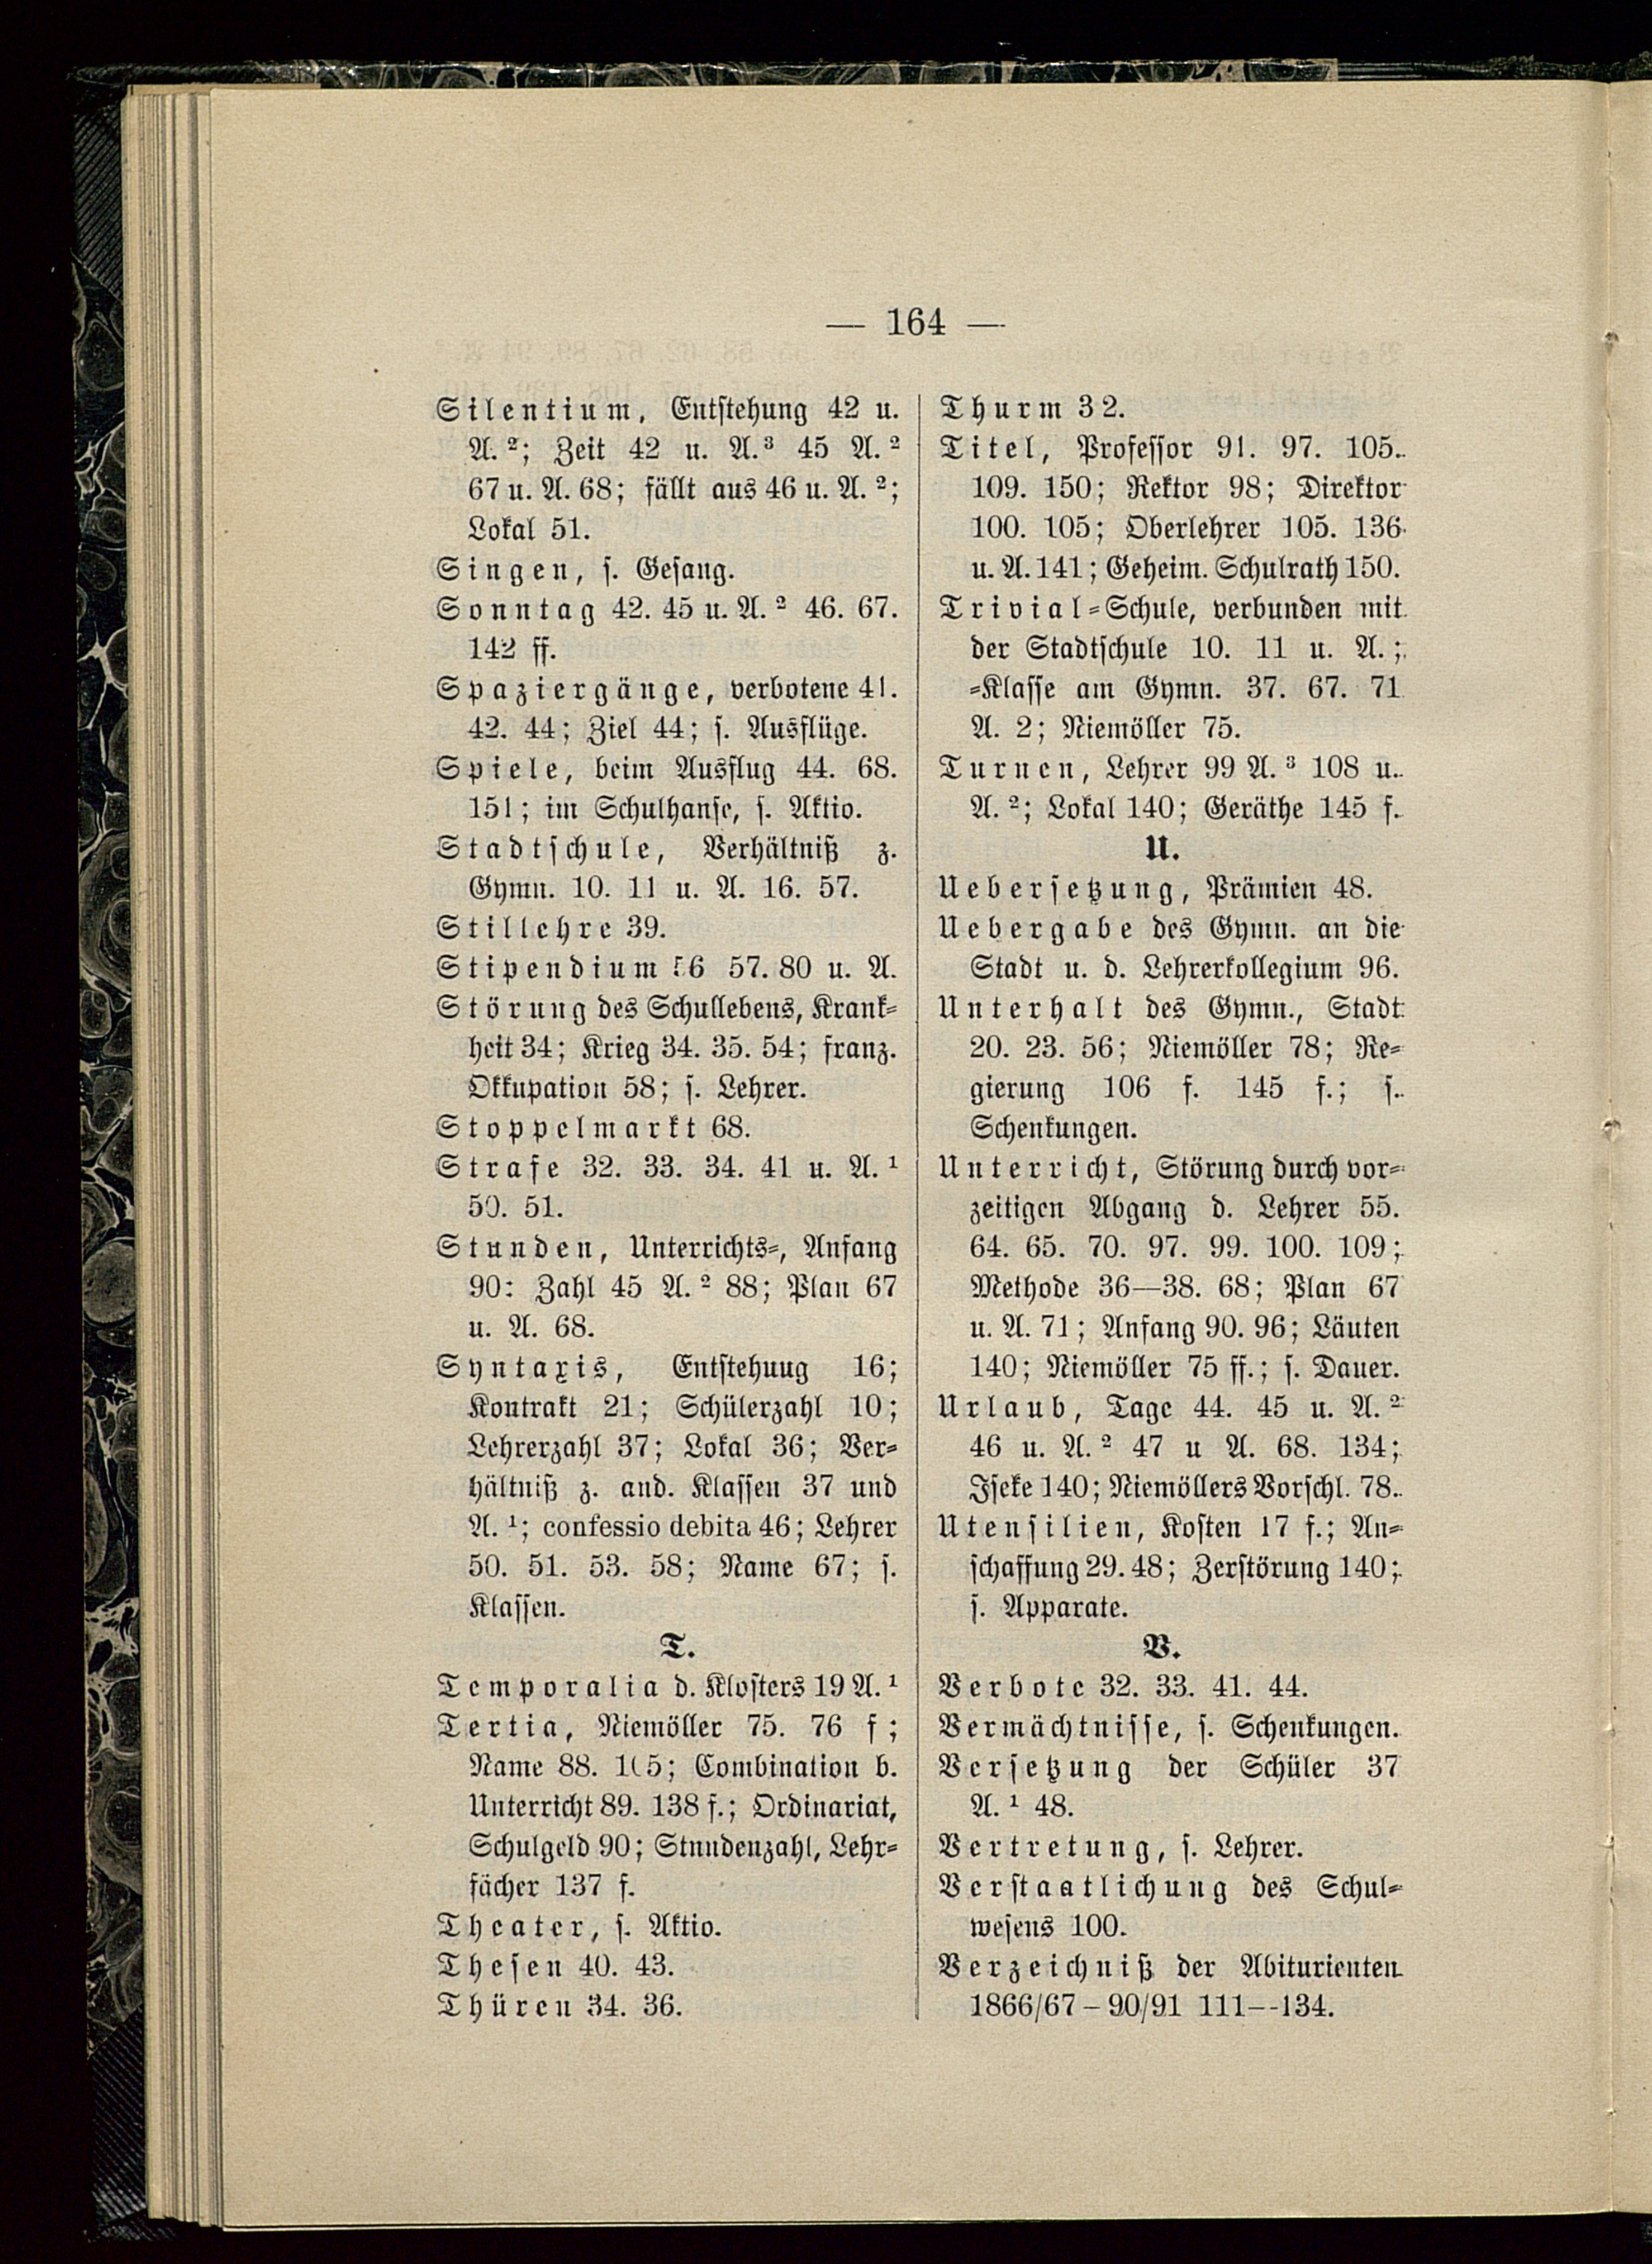 — 164 —
Silentium, Entstehung 42 u.
A. ²; Zeit 42 u. A.³ 45 A.²
67 u. A. 68; fällt aus 46 u. A. ²;
Lokal 51.
Singen, s. Gesang.
Sonntag 42. 45 u. A. ² 46. 67.
142 ff.
Spaziergänge, verbotene 41.
42. 44; Ziel 44; s. Ausflüge.
Spiele, beim Ausflug 44. 68.
151; im Schulhanse, s. Aktio.
Stadtschule, Verhältniß z.
Gymn. 10. 11 u. A. 16. 57.
Stillehre 39.
Stipendium 56 57. 80 u. A.
Störung des Schullebens, Krank-
heit 34; Krieg 34. 35. 54; franz.
Okkupation 58; s. Lehrer.
Stoppelmarkt 68.
Strafe 32. 33. 34. 41 u. A. ¹
50. 51.
Stunden, Unterrichts-, Anfang
90: Zahl 45 A. ² 88; Plan 67
u. A. 68.
Syntaxis, Entstehuug 16;
Kontrakt 21; Schülerzahl 10;
Lehrerzahl 37; Lokal 36; Ver-
hältniß z. and. Klassen 37 und
A. ¹; confessio debita 46; Lehrer
50. 51. 53. 58; Name 67; s.
Klassen.
T.
Temporalia d. Klosters 19 A. ¹
Tertia, Niemöller 75. 76 f;
Name 88. 105; Combination b.
Unterricht 89. 138 f.; Ordinariat,
Schulgeld 90; Stnndenzahl, Lehr-
fächer 137 f.
Theater, s. Aktio.
Thesen 40. 43.
Thüren 34. 36.
Thurm 32.
Titel, Professor 91. 97. 105.
109. 150; Rektor 98; Direktor
100. 105; Oberlehrer 105. 136
u. A. 141; Geheim. Schulrath 150.
Trivial-Schule, verbunden mit
der Stadtschule 10. 11 u. A.;
-Klasse am Gymn. 37. 67. 71
A. 2; Niemöller 75.
Turnen, Lehrer 99 A. ³ 108 u.
A. ²; Lokal 140; Geräthe 145 f.
U.
Uebersetzung, Prämien 48.
Uebergabe des Gymn. an die
Stadt u. d. Lehrerkollegium 96.
Unterhalt des Gymn., Stadt
20. 23. 56; Niemöller 78; Re-
gierung 106 f. 145 f.; s.
Schenkungen.
Unterricht, Störung durch vor-
zeitigen Abgang d. Lehrer 55.
64. 65. 70. 97. 99. 100. 109;
Methode 36—38. 68; Plan 67
u. A. 71; Anfang 90. 96; Läuten
140; Niemöller 75 ff.; s. Dauer.
Urlaub, Tage 44. 45 u. A. ²
46 u. A. ² 47 u A. 68. 134;
Iseke 140; Niemöllers Vorschl. 78.
Utensilien, Kosten 17 f.; An-
schaffung 29. 48; Zerstörung 140;
s. Apparate.
V.
Verbote 32. 33. 41. 44.
Vermächtnisse, s. Schenkungen.
Versetzung der Schüler 37
A. ¹ 48.
Vertretung, s. Lehrer.
Verstaatlichung des Schul-
wesens 100.
Verzeichniß der Abiturienten
1866/67 – 90/91 111—134.